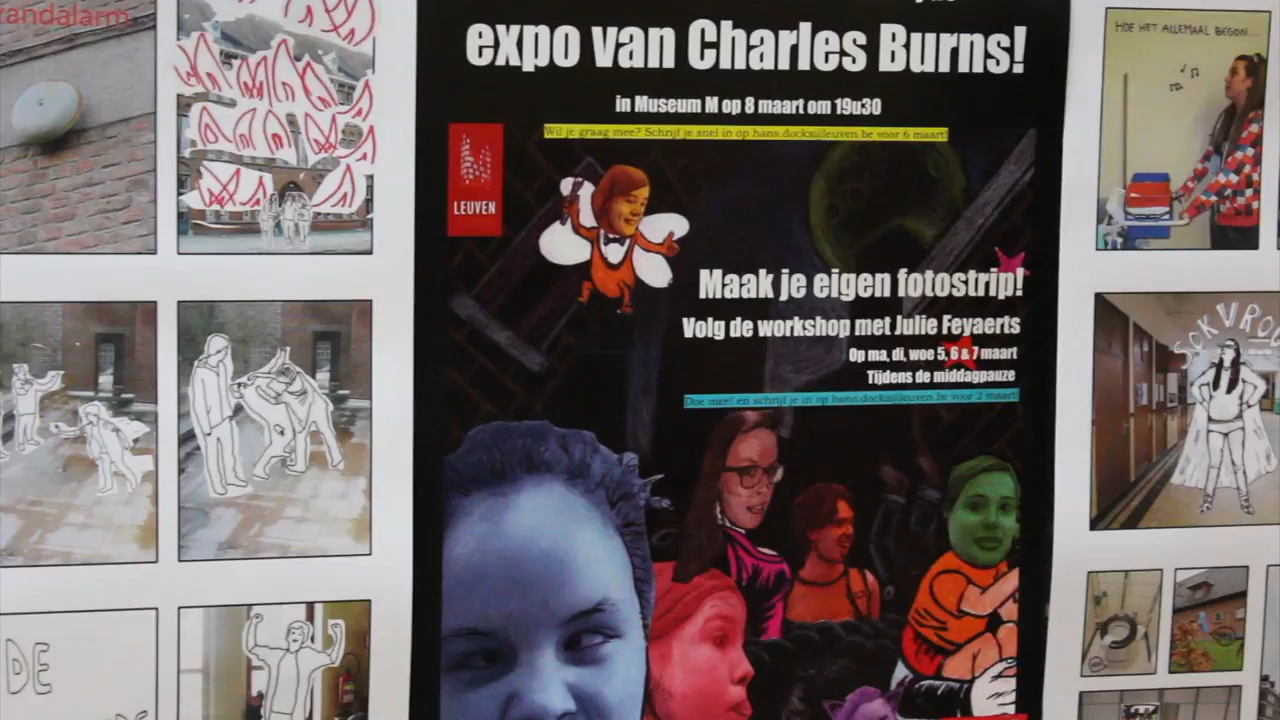 randalarm
expo van Charles Burns!
in Museum M op 8 maart om 19u30
Wil je graag mee? Schrijf je snel in op hans.dockx@leuven.be voor 6 maart!
LEUVEN
Maak je eigen fotostrip!
Volg de workshop met Julie Feyaerts
Op ma, di, woe 5, 6 & 7 maart
Tijdens de middagpauze
Doe mee! en schrijf je in op hans.dockx@leuven.be voor 2 maart!
HOE HET ALLEMAAL BEGON...
DE